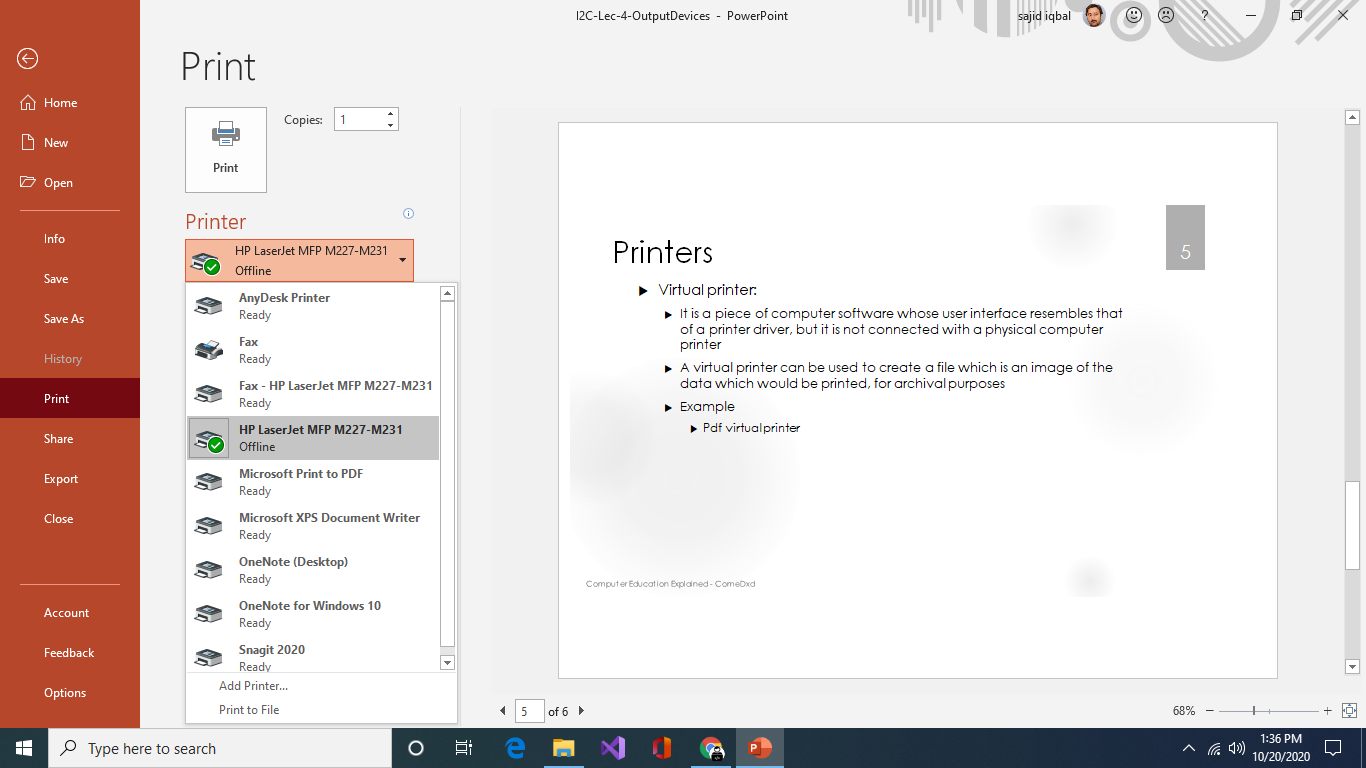 I2C-Lec-4-OutputDevices - PowerPoint
sajid iqbal
?
Home
New
Open
Info
Save
Save As
History
Print
Share
Export
Close
Account
Feedback
Options
Print
Print
Copies: 1
Printer
HP LaserJet MFP M227-M231
Offline
AnyDesk Printer
Ready
Fax
Ready
Fax - HP LaserJet MFP M227-M231
Ready
HP LaserJet MFP M227-M231
Offline
Microsoft Print to PDF
Ready
Microsoft XPS Document Writer
Ready
OneNote (Desktop)
Ready
OneNote for Windows 10
Ready
Snagit 2020
Ready
Add Printer...
Print to File
5
Printers
Virtual printer:
It is a piece of computer software whose user interface resembles that
of a printer driver, but it is not connected with a physical computer
printer
A virtual printer can be used to create a file which is an image of the
data which would be printed, for archival purposes
Example
Pdf virtual printer
Computer Education Explained - ComeDxd
5 of 6
68%
Type here to search
1:36 PM
10/20/2020